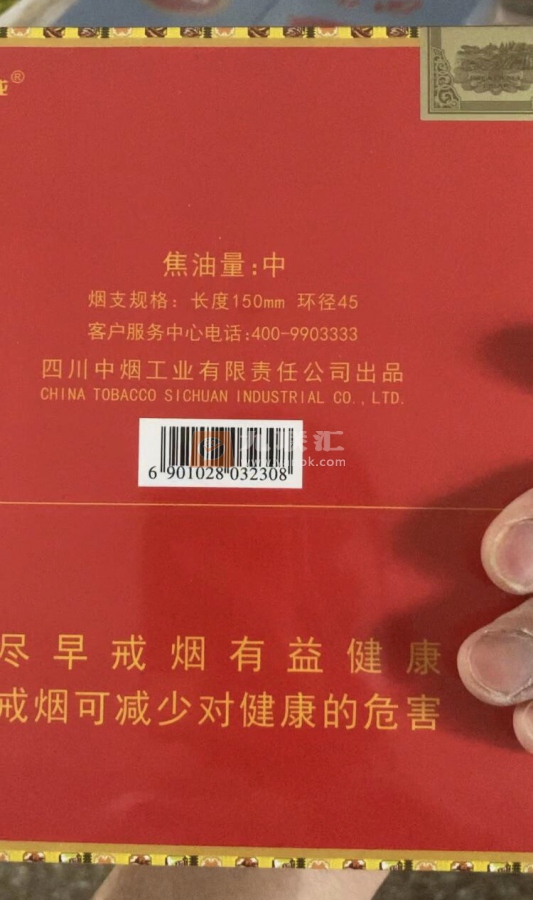 ®
焦油量:中
烟支规格：长度150mm 环径45
客户服务中心电话:400-9903333
四川中烟工业有限责任公司出品
CHINA TOBACCO SICHUAN INDUSTRIAL CO.,LTD.
6 901028 032308
尽早戒烟有益健康
戒烟可减少对健康的危害